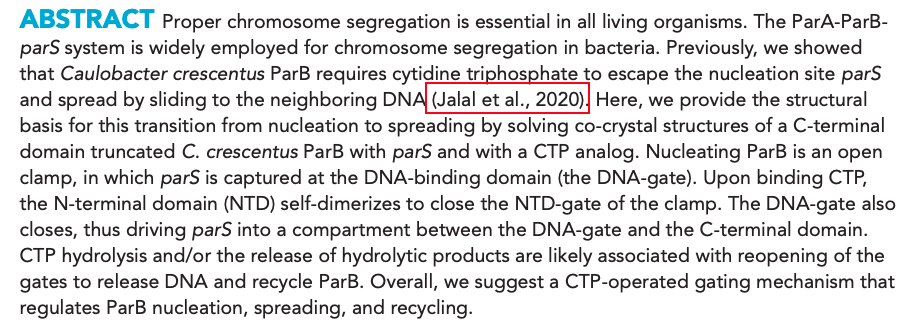 ABSTRACT Proper chromosome segregation is essential in all living organisms. The ParA-ParB-
parS system is widely employed for chromosome segregation in bacteria. Previously, we showed
that Caulobacter crescentus ParB requires cytidine triphosphate to escape the nucleation site parS
and spread by sliding to the neighboring DNA (Jalal et al., 2020). Here, we provide the structural
basis for this transition from nucleation to spreading by solving co-crystal structures of a C-terminal
domain truncated C. crescentus ParB with parS and with a CTP analog. Nucleating ParB is an open
clamp, in which parS is captured at the DNA-binding domain (the DNA-gate). Upon binding CTP,
the N-terminal domain (NTD) self-dimerizes to close the NTD-gate of the clamp. The DNA-gate also
closes, thus driving parS into a compartment between the DNA-gate and the C-terminal domain.
CTP hydrolysis and/or the release of hydrolytic products are likely associated with reopening of the
gates to release DNA and recycle ParB. Overall, we suggest a CTP-operated gating mechanism that
regulates ParB nucleation, spreading, and recycling.